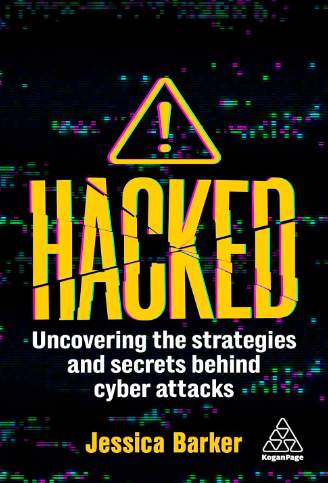 !
HACKED
Uncovering the strategies
and secrets behind
cyber attacks
Jessica Barker
KoganPage